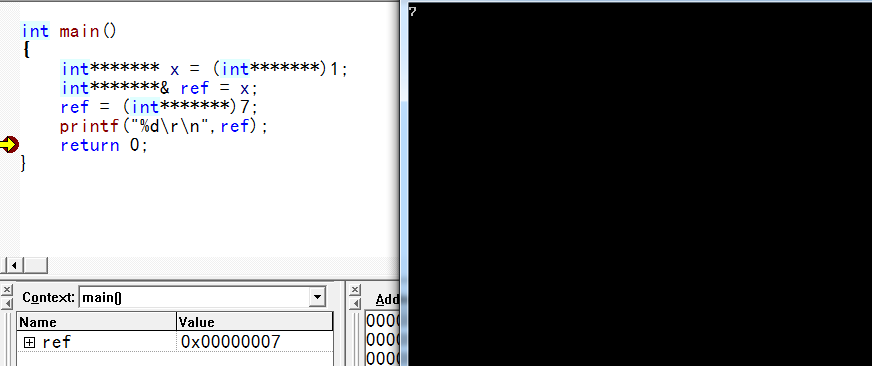 int main()
{
int******* x = (int*******)1;
int*******& ref = x;
ref = (int*******)7;
printf("%d\r\n",ref);
return 0;
}
7
Context: main()
Name Value
ref 0x00000007
Add
0000
0000
0000